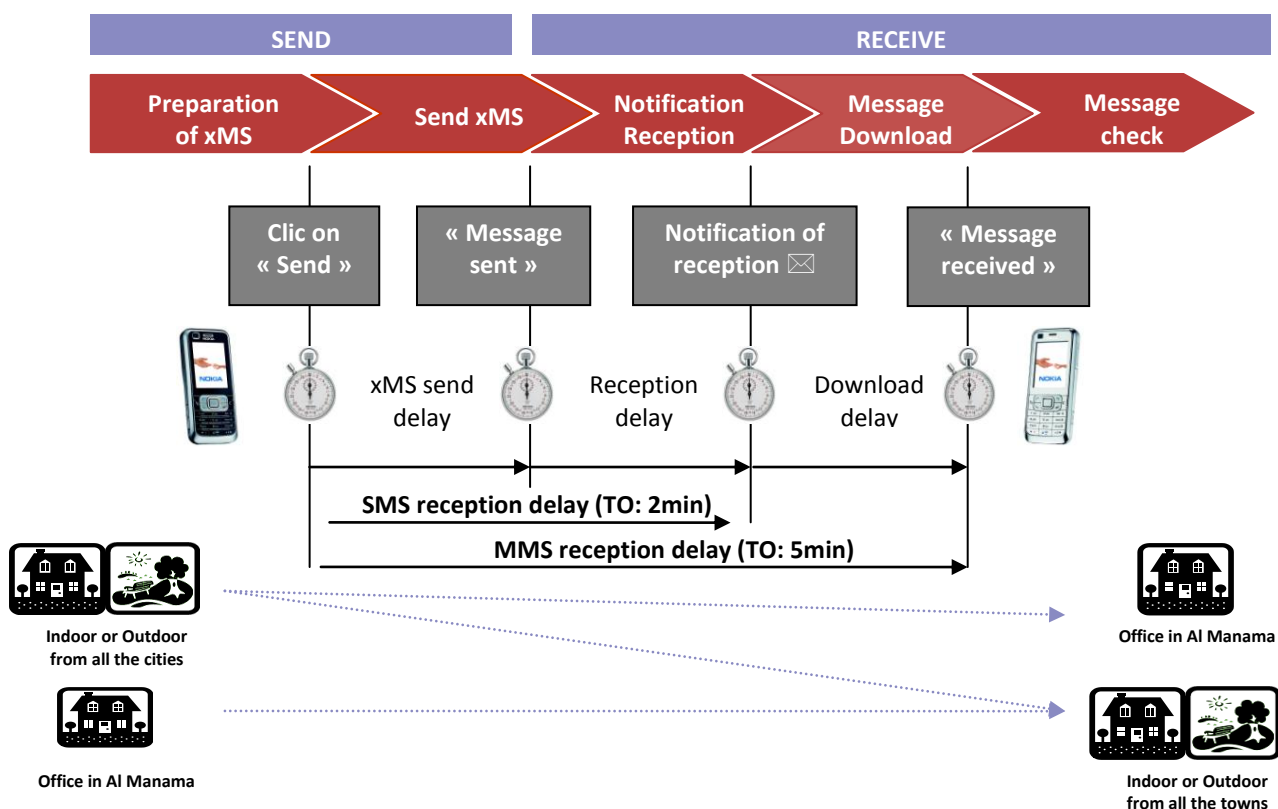 SEND
RECEIVE
Preparation
of xMS
Send xMS
Notification
Reception
Message
Download
Message
check
Clic on
« Send »
« Message
sent »
Notification of
reception ✉
« Message
received »
NOKIA
xMS send
delay
Reception
delay
Download
delay
NOKIA
SMS reception delay (TO: 2min)
MMS reception delay (TO: 5min)
Indoor or Outdoor
from all the cities
Office in Al Manama
Office in Al Manama
Indoor or Outdoor
from all the towns